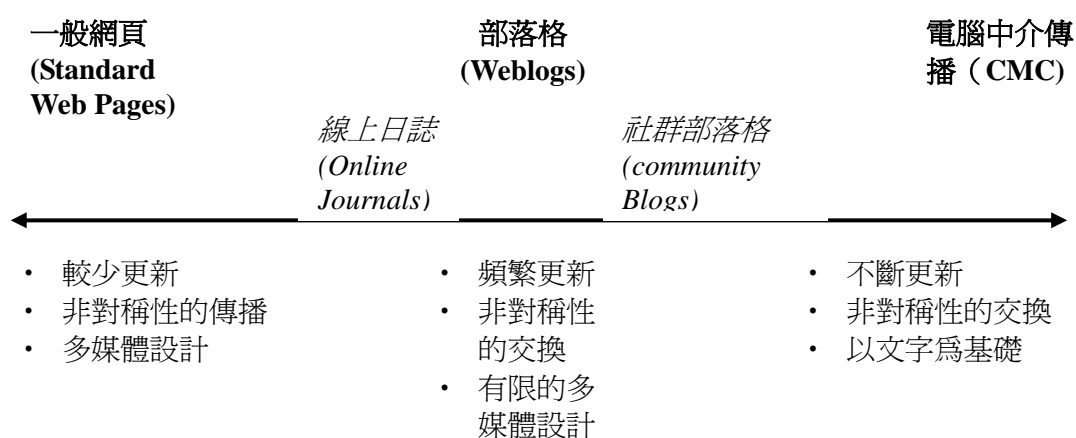 一般網頁
(Standard
Web Pages)
部落格
(Weblogs)
電腦中介傳
播（CMC)
線上日誌
(Online
Journals)
社群部落格
(community
Blogs)
· 較少更新
· 非對稱性的傳播
· 多媒體設計
· 頻繁更新
· 非對稱性
的交換
· 有限的多
媒體設計
· 不斷更新
· 非對稱性的交換
· 以文字爲基礎